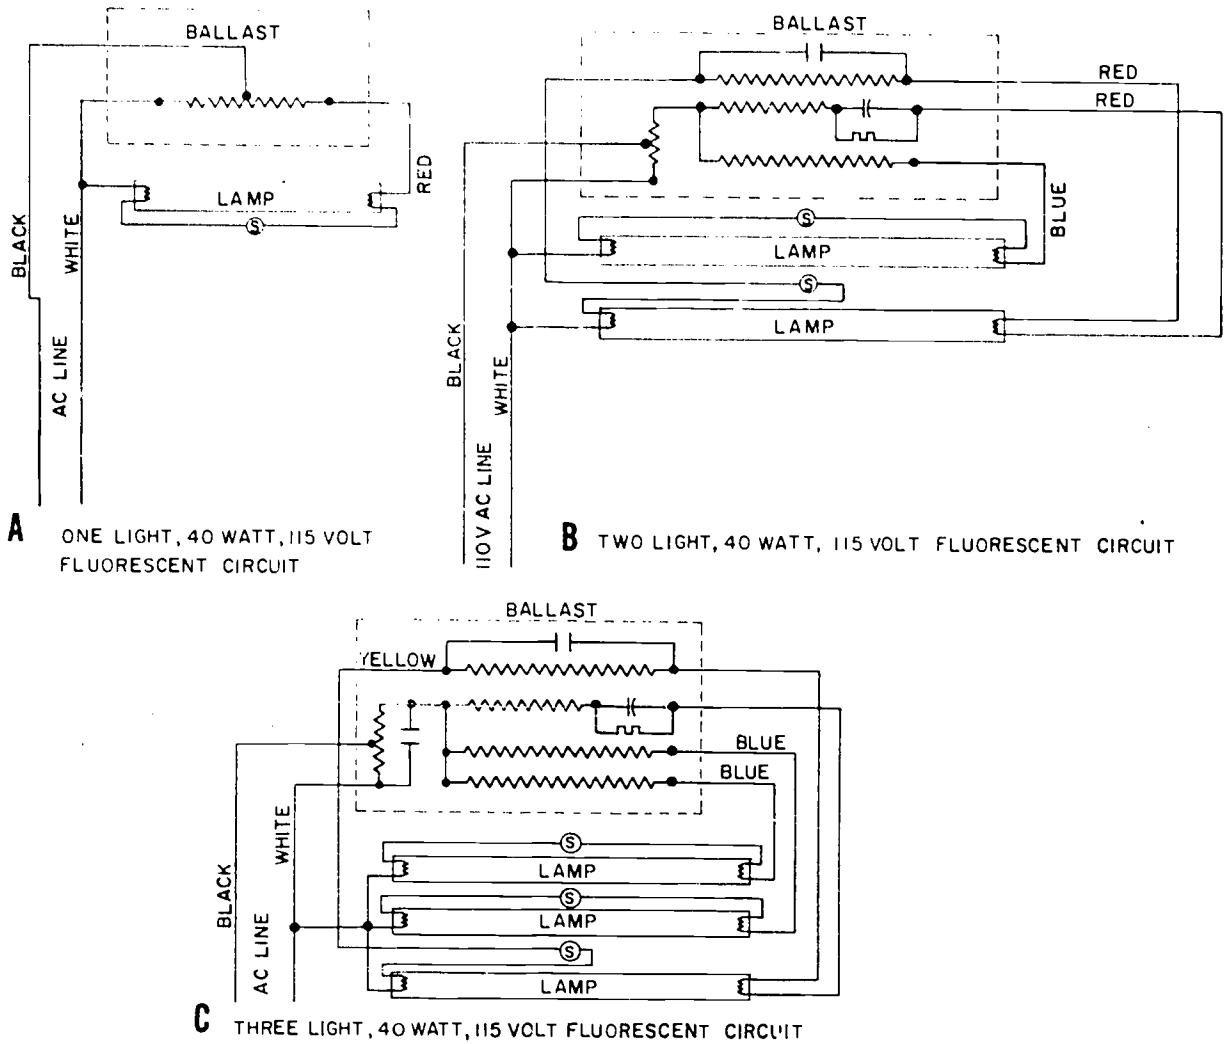 BALLAST
RED
LAMP
S
BLACK
WHITE
AC LINE
A ONE LIGHT, 40 WATT, 115 VOLT
FLUORESCENT CIRCUIT
BALLAST
RED
RED
BLUE
S
LAMP
S
LAMP
BLACK
WHITE
110 V AC LINE
B TWO LIGHT, 40 WATT, 115 VOLT FLUORESCENT CIRCUIT
BALLAST
YELLOW
BLUE
BLUE
WHITE
BLACK
AC LINE
S
LAMP
S
LAMP
S
LAMP
C THREE LIGHT, 40 WATT, 115 VOLT FLUORESCENT CIRCUIT